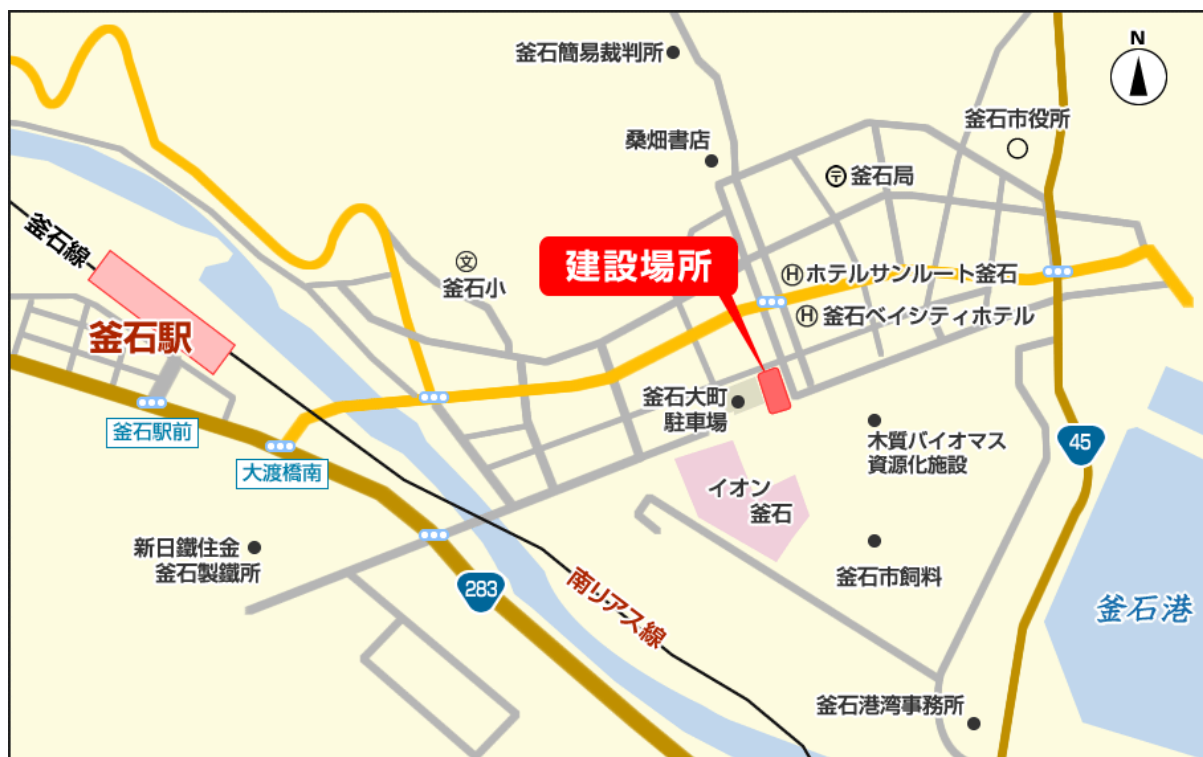 釜石簡易裁判所
N
釜石市役所
桑畑書店
〒釜石局
釜石線
文
釜石小
建設場所
Hホテルサンルート釜石
H釜石ベイシティホテル
釜石駅
釜石大町
駐車場
釜石駅前
木質バイオマス
資源化施設
45
大渡橋南
イオン
釜石
新日鐵住金
釜石製鐵所
釜石市飼料
283
南リアス線
釜石港
釜石港湾事務所